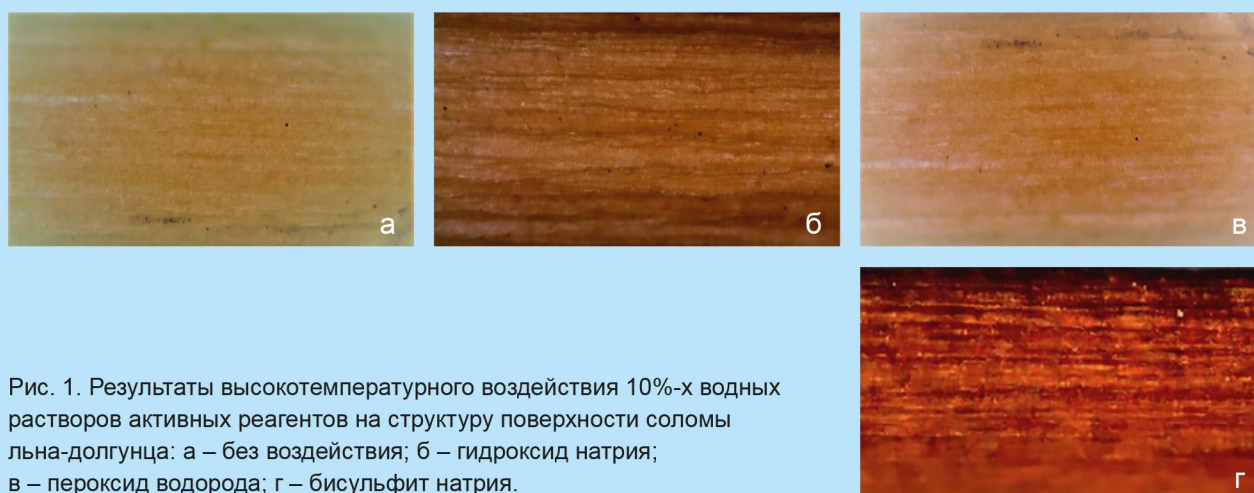 а
б
в
г
Рис. 1. Результаты высокотемпературного воздействия 10%-х водных
растворов активных реагентов на структуру поверхности соломы
льна-долгунца: а – без воздействия; б – гидроксид натрия;
в – пероксид водорода; г – бисульфит натрия.